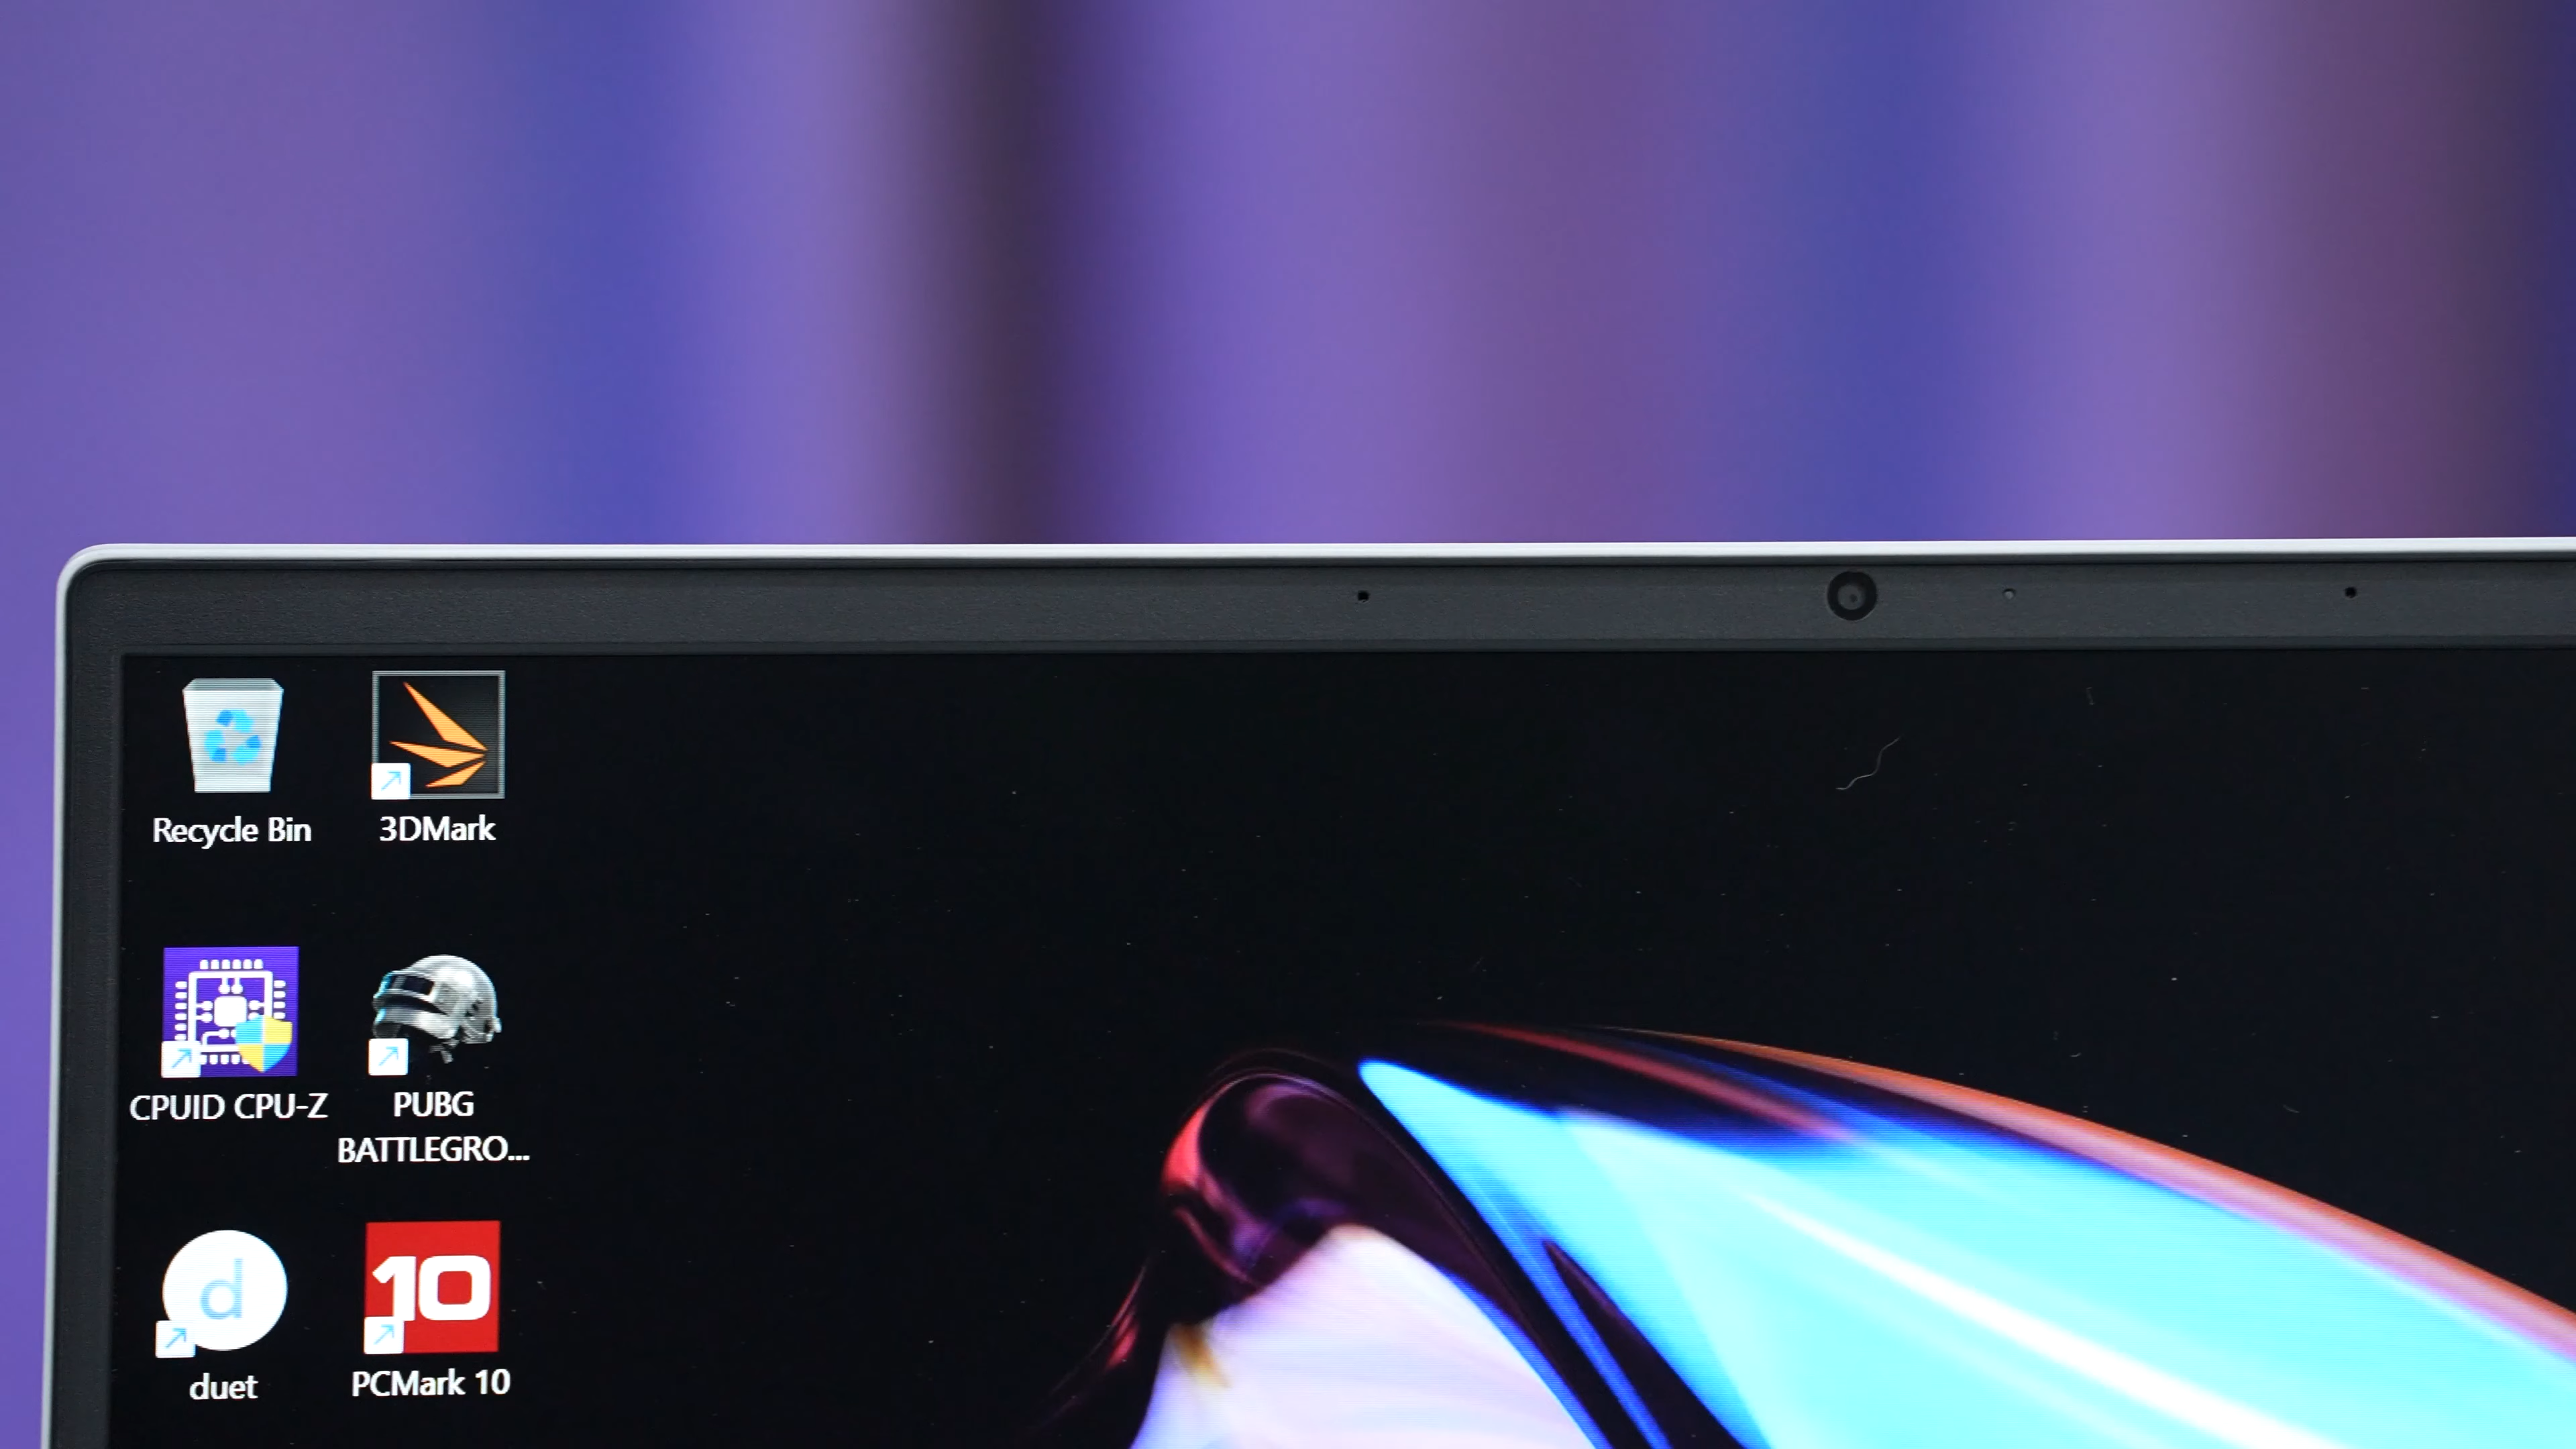 Recycle Bin
3DMark
CPUID CPU-Z
PUBG
BATTLEGRO...
d
duet
10
PCMark 10